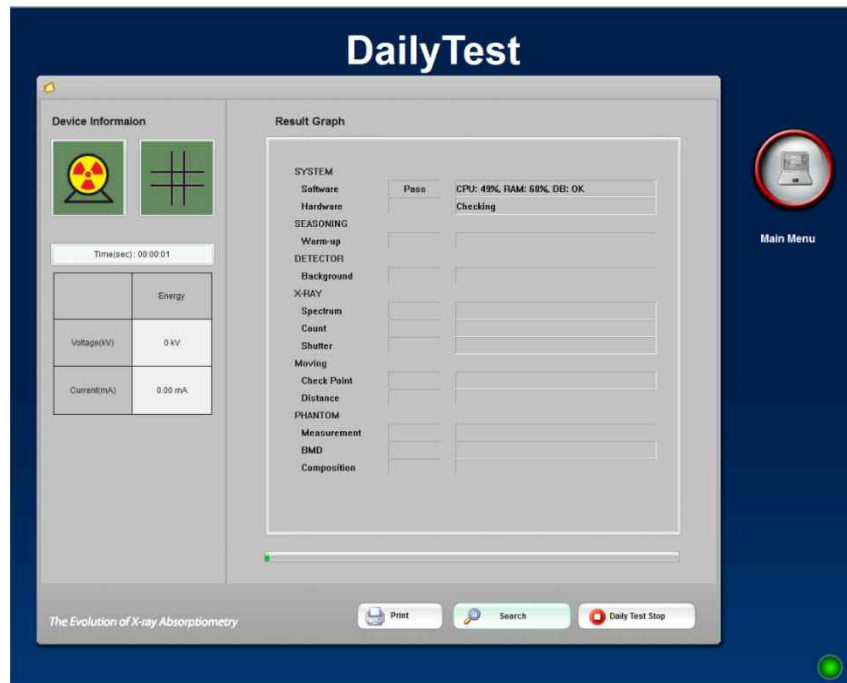 DailyTest
Device Informaion
Time(sec) : 00:00:01
Energy
Voltage(kV) 0 kV
Current(mA) 0.00 mA
Result Graph
SYSTEM
Software Pass CPU: 49%, RAM: 68%, DB: OK
Hardware Checking
SEASONING
Warm-up
DETECTOR
Background
X-RAY
Spectrum
Count
Shutter
Moving
Check Point
Distance
PHANTOM
Measurement
BMD
Composition
Main Menu
The Evolution of X-ray Absorptiometry
Print Search Daily Test Stop